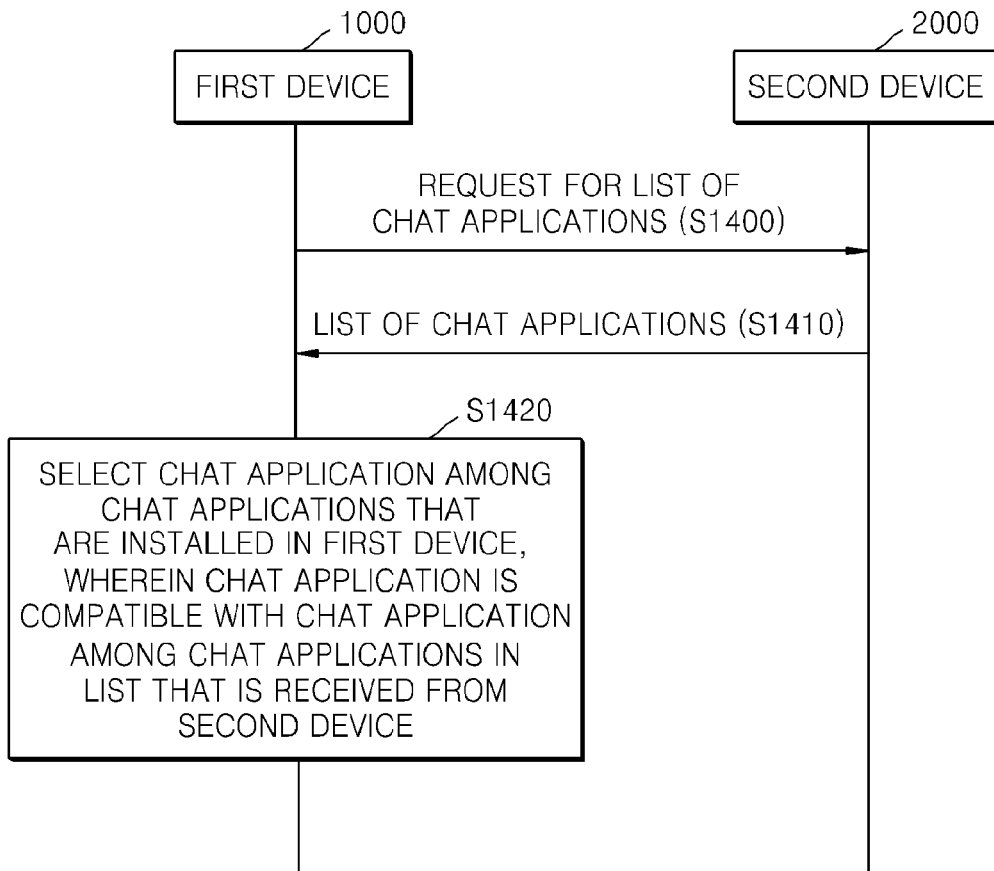 1000
2000
FIRST DEVICE
SECOND DEVICE
REQUEST FOR LIST OF
CHAT APPLICATIONS (S1400)
LIST OF CHAT APPLICATIONS (S1410)
S1420
SELECT CHAT APPLICATION AMONG
CHAT APPLICATIONS THAT
ARE INSTALLED IN FIRST DEVICE,
WHEREIN CHAT APPLICATION IS
COMPATIBLE WITH CHAT APPLICATION
AMONG CHAT APPLICATIONS IN
LIST THAT IS RECEIVED FROM
SECOND DEVICE